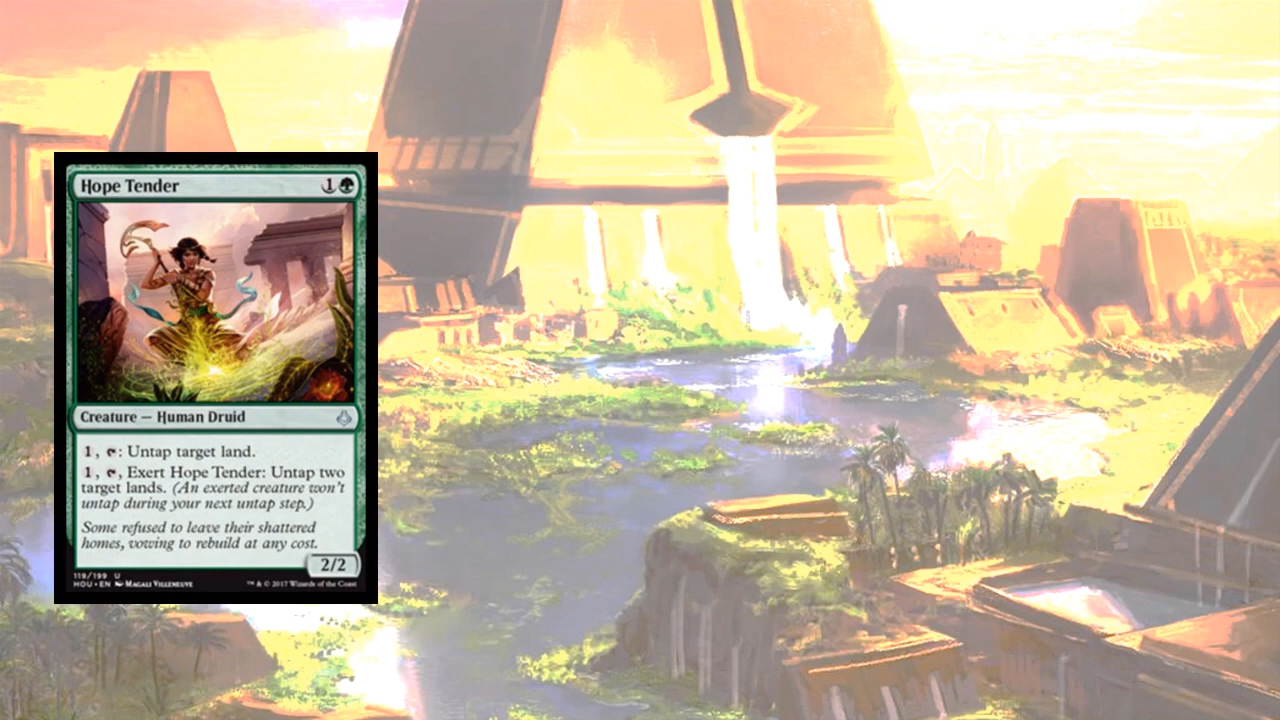 Hope Tender 1
Creature — Human Druid
1, : Untap target land.
1, , Exert Hope Tender: Untap two
target lands. (An exerted creature won't
untap during your next untap step.)
Some refused to leave their shattered
homes, vowing to rebuild at any cost.
2/2
119/199 U
HOU • EN MAGALI VILLENEUVE
™ & © 2017 Wizards of the Coast